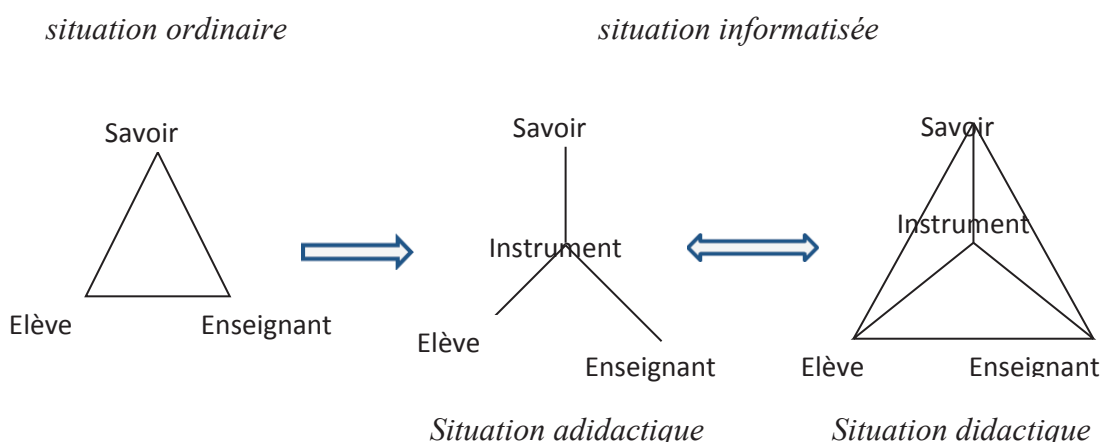 situation ordinaire
situation informatisée
Savoir
Elève
Enseignant
Savoir
Instrument
Elève
Enseignant
Situation adidactique
Savoir
Instrument
Elève
Enseignant
Situation didactique